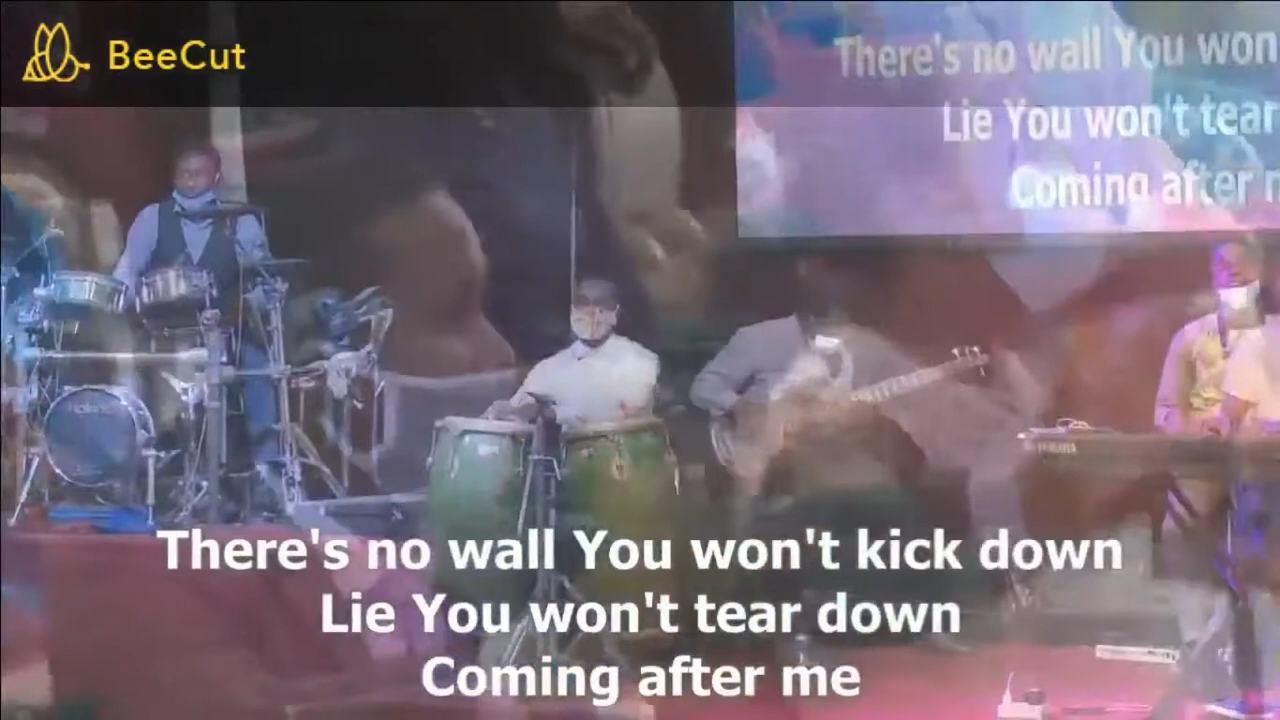 BeeCut
There's no wall You won
Lie You won't tear
Coming after
There's no wall You won't kick down
Lie You won't tear down
Coming after me